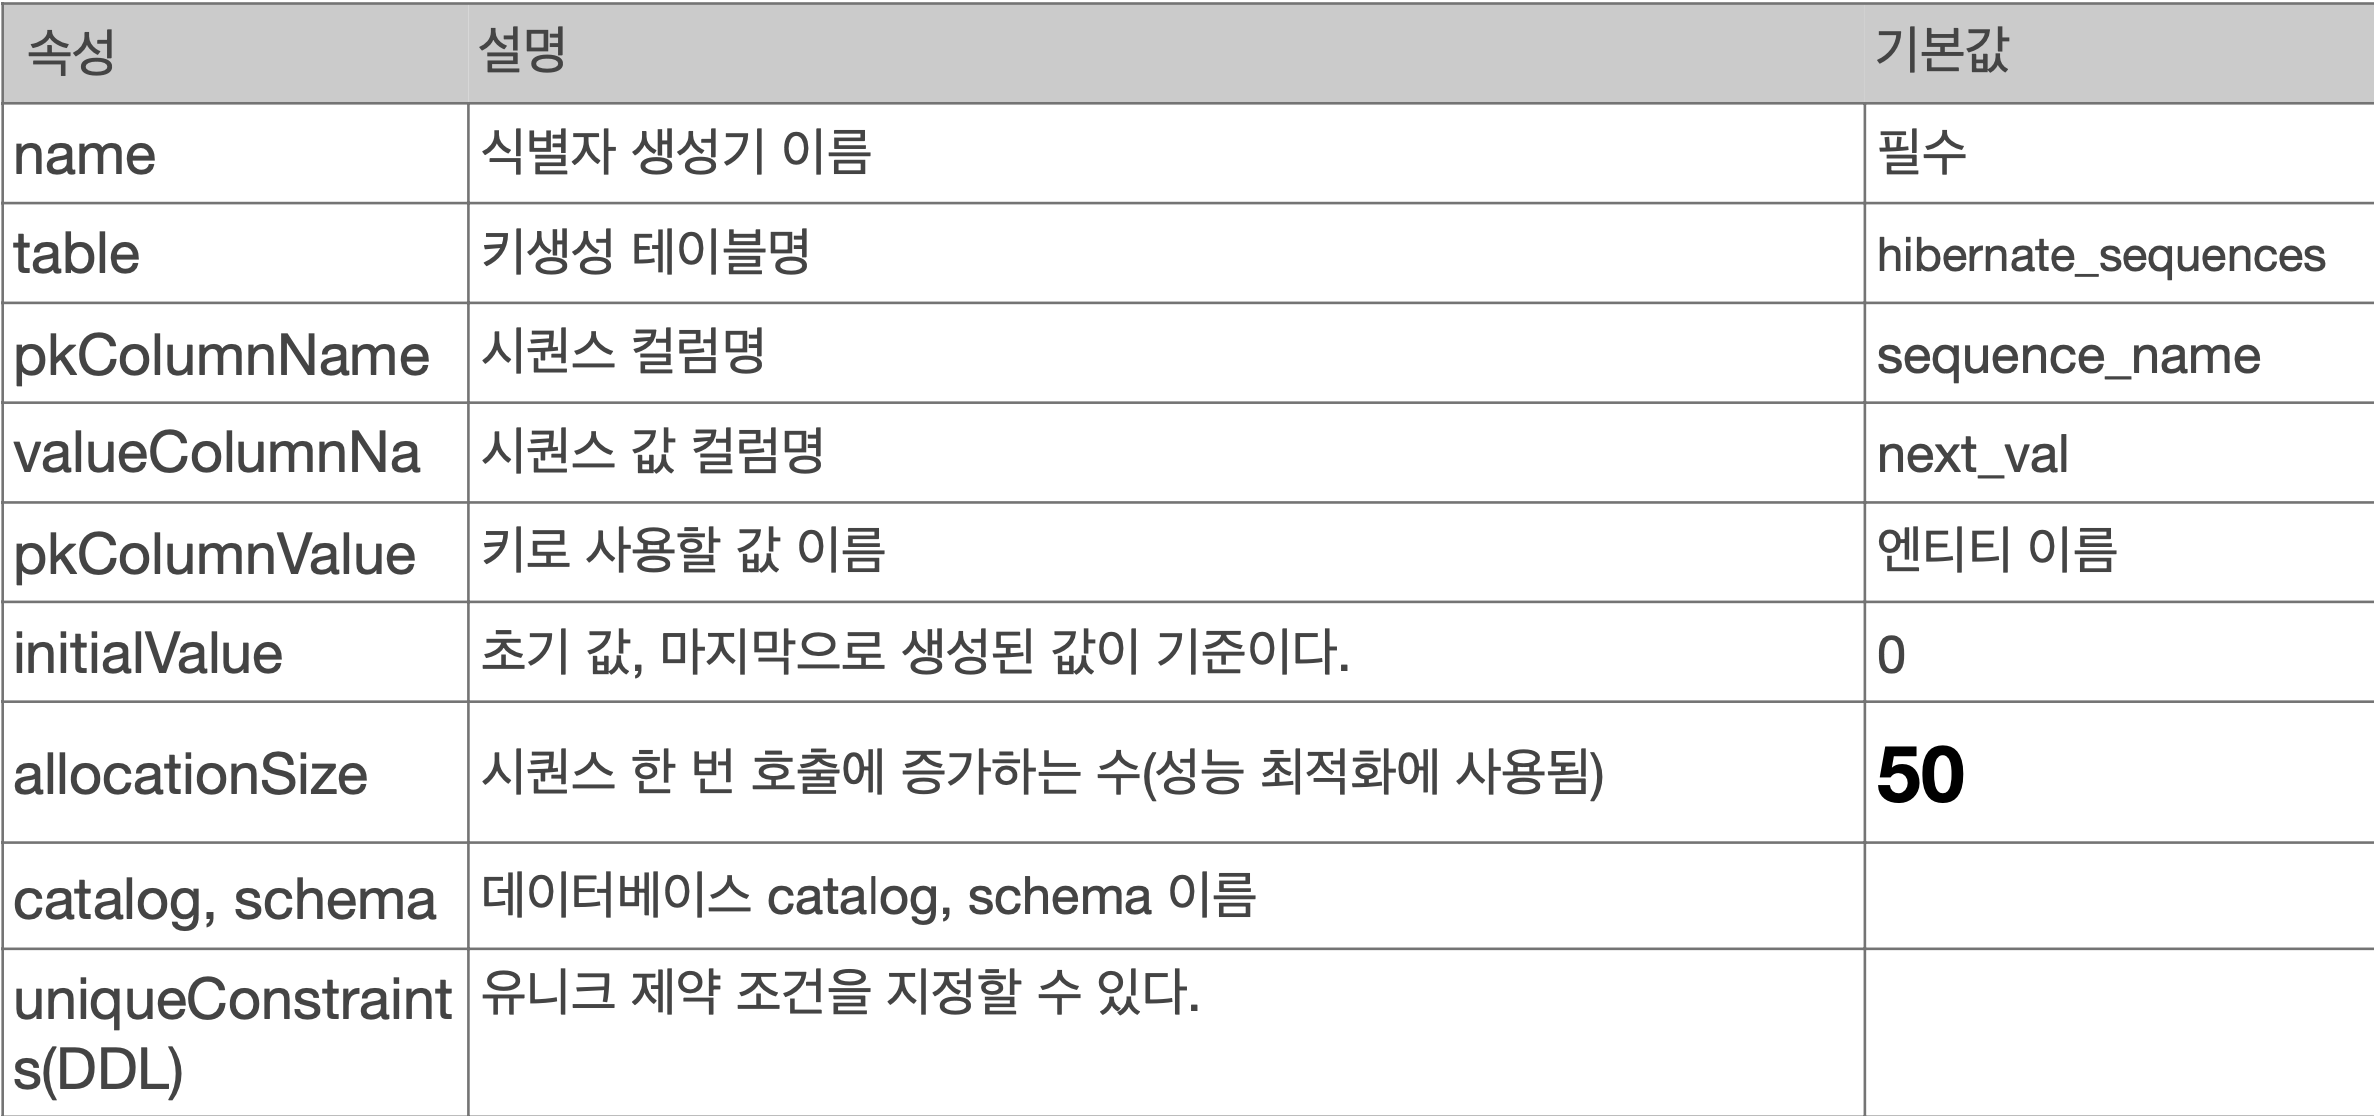 속성 설명 기본값
name 식별자 생성기 이름 필수
table 키생성 테이블명 hibernate_sequences
pkColumnName 시퀀스 컬럼명 sequence_name
valueColumnNa 시퀀스 값 컬럼명 next_val
pkColumnValue 키로 사용할 값 이름 엔티티 이름
initialValue 초기 값, 마지막으로 생성된 값이 기준이다. 0
allocationSize 시퀀스 한 번 호출에 증가하는 수(성능 최적화에 사용됨) 50
catalog, schema 데이터베이스 catalog, schema 이름
uniqueConstraint 유니크 제약 조건을 지정할 수 있다.
s(DDL)